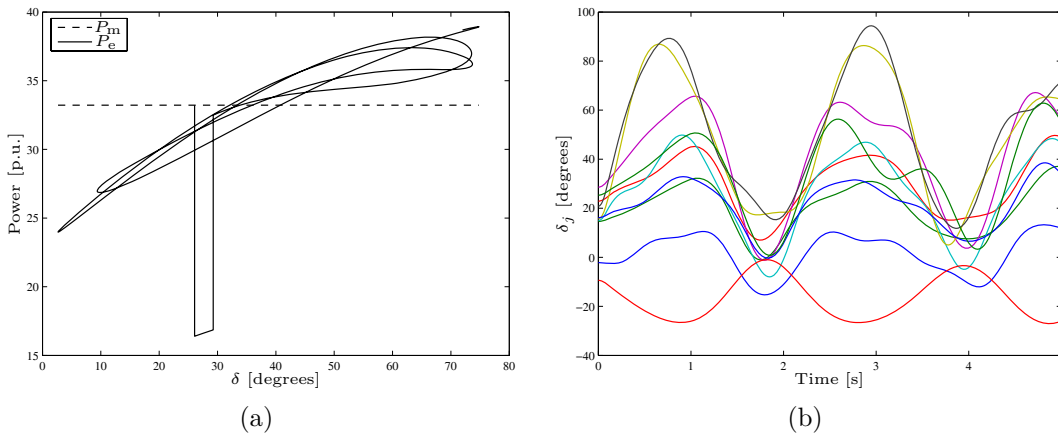 40
35
30
25
20
15
0 10 20 30 40 50 60 70 80
Power [p.u.]
δ [degrees]
P_m
P_e
(a)
100
80
60
40
20
0
−20
−40
0 1 2 3 4
δ_j [degrees]
Time [s]
(b)